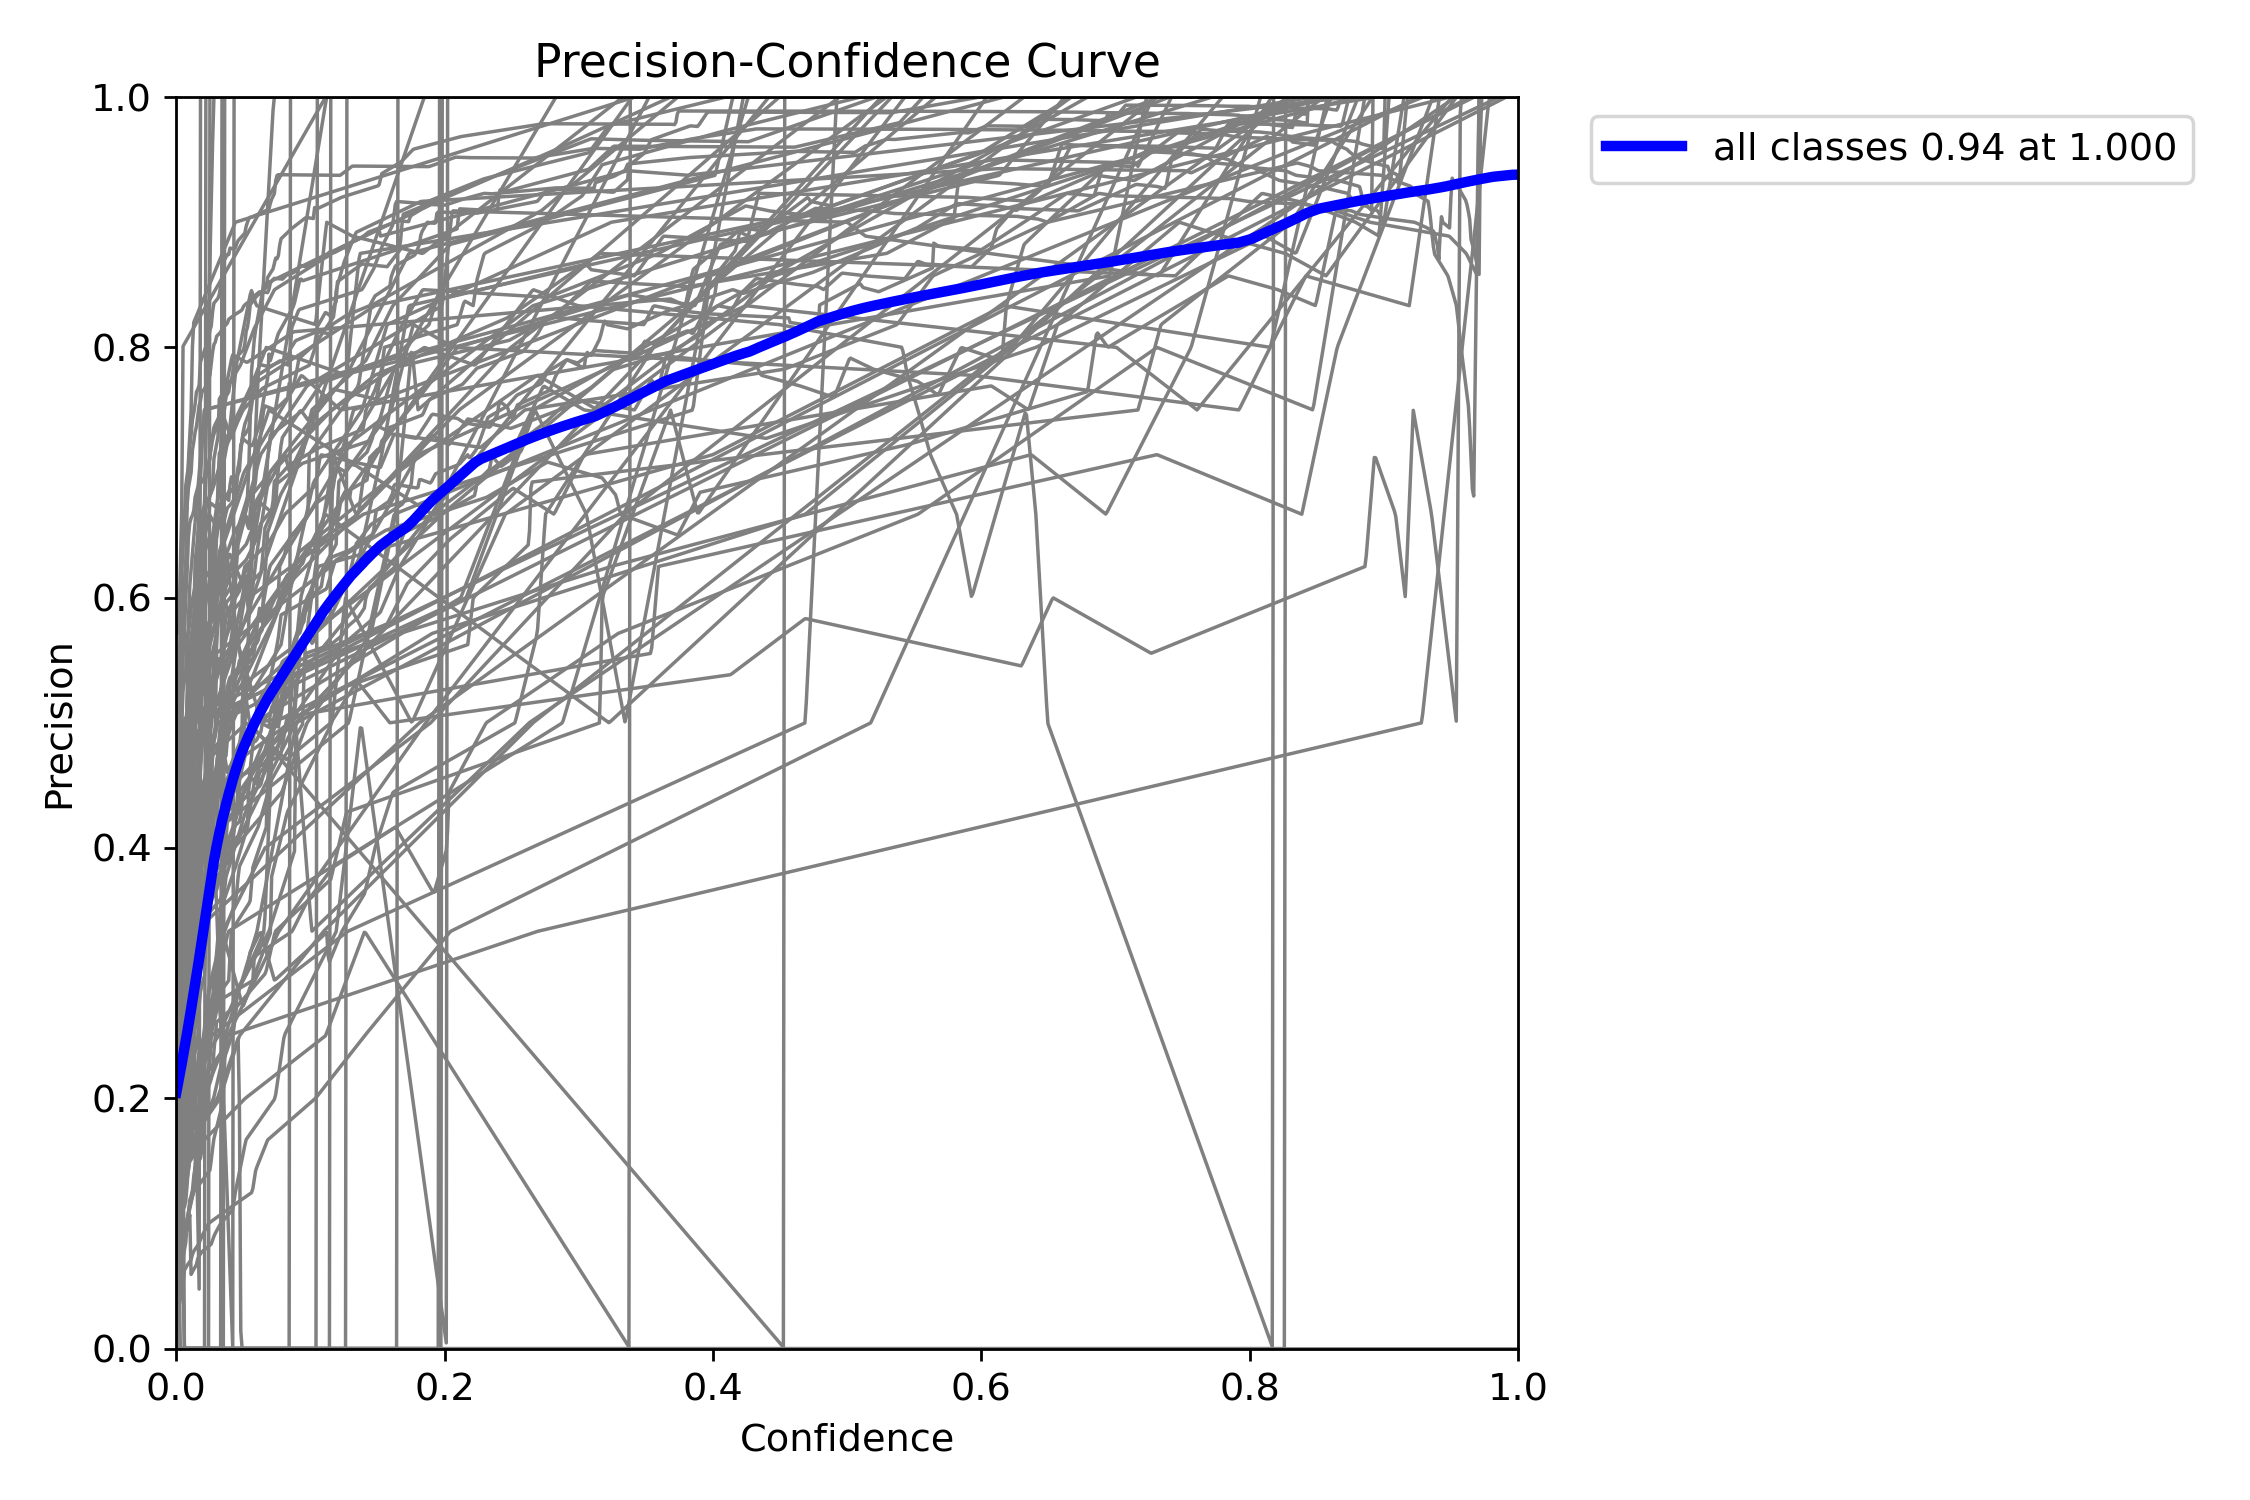 Precision-Confidence Curve
all classes 0.94 at 1.000
1.0
0.8
0.6
0.4
0.2
0.0
Precision
0.0 0.2 0.4 0.6 0.8 1.0
Confidence